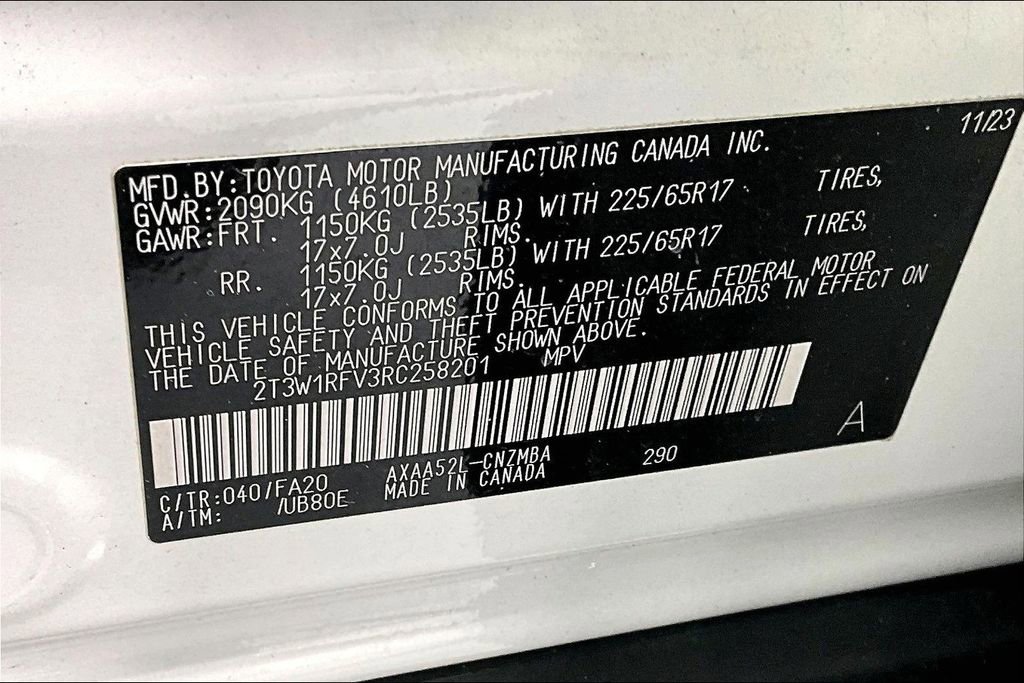 11/23
MFD.BY:TOYOTA MOTOR MANUFACTURING CANADA INC.
GVWR:2090KG (4610LB)
GAWR:FRT. 1150KG (2535LB) WITH 225/65R17 TIRES,
17x7.0J RIMS.
RR. 1150KG (2535LB) WITH 225/65R17 TIRES,
17x7.0J RIMS.
THIS VEHICLE CONFORMS TO ALL APPLICABLE FEDERAL MOTOR
VEHICLE SAFETY AND THEFT PREVENTION STANDARDS IN EFFECT ON
THE DATE OF MANUFACTURE SHOWN ABOVE.
2T3W1RFV3RC258201 MPV
A
C/TR:040/FA20 AXAA52L-CNZMBA 290
A/TM: /UB80E MADE IN CANADA